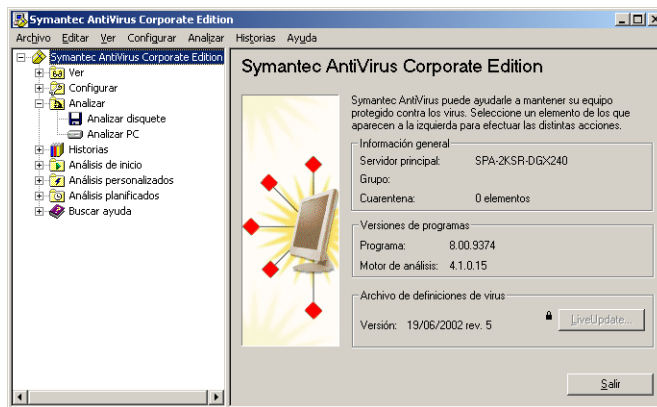 Symantec AntiVirus Corporate Edition
Archivo Editar Ver Configurar Analizar Historias Ayuda
Symantec AntiVirus Corporate Edition
Ver
Configurar
Analizar
Analizar disquete
Analizar PC
Historias
Análisis de inicio
Análisis personalizados
Análisis planificados
Buscar ayuda
Symantec AntiVirus Corporate Edition
Symantec AntiVirus puede ayudarle a mantener su equipo
protegido contra los virus. Seleccione un elemento de los que
aparecen a la izquierda para efectuar las distintas acciones.
Información general
Servidor principal: SPA-2KSR-DGX240
Grupo:
Cuarentena: 0 elementos
Versiones de programas
Programa: 8.00.9374
Motor de análisis: 4.1.0.15
Archivo de definiciones de virus
Versión: 19/06/2002 rev. 5
LiveUpdate...
Salir